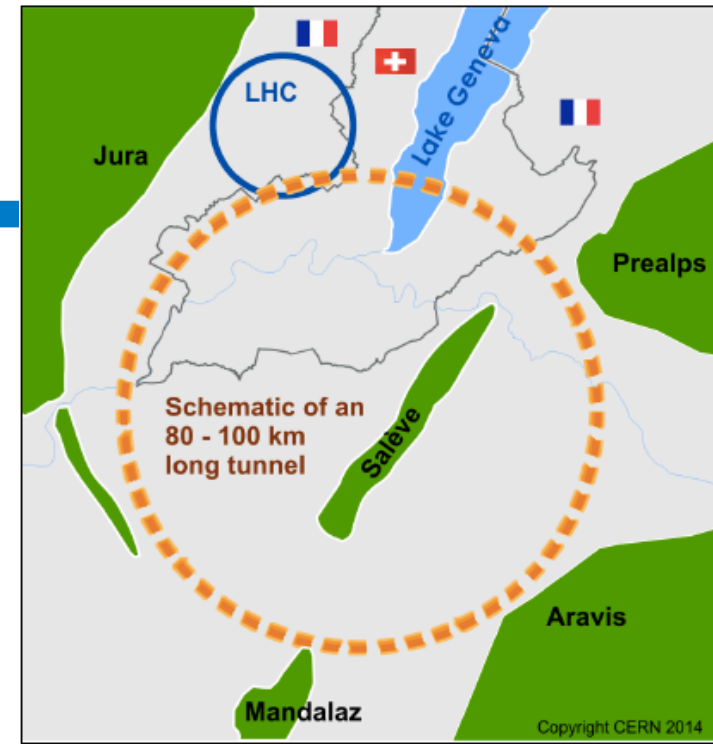 LHC
Lake Geneva
Jura
Prealps
Schematic of an
80 - 100 km
long tunnel
Salève
Aravis
Mandalaz
Copyright CERN 2014